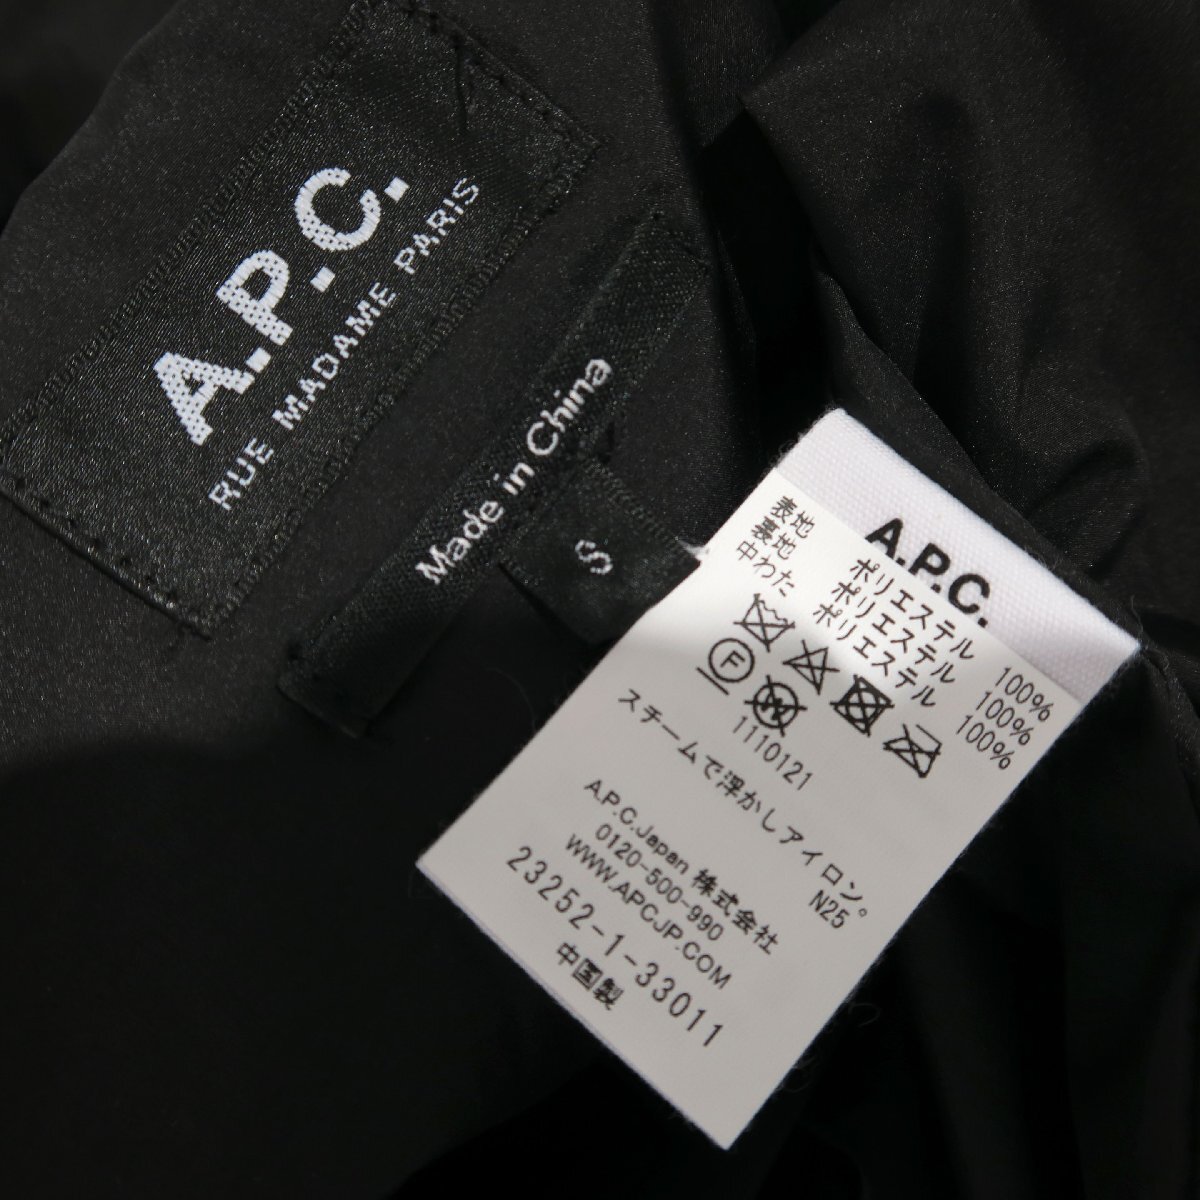 A.P.C.
RUE MADAME PARIS
Made in China
S
A.P.C.
表地 ポリエステル 100%
裏地 ポリエステル 100%
中わた ポリエステル 100%
F
W
1110121
スチームで浮かしアイロン。
N25
A.P.C.Japan 株式会社
0120-500-990
WWW.APCJP.COM
23252-1-33011
中国製